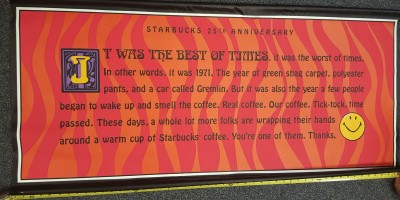 STARBUCKS 25TH ANNIVERSARY
IT WAS THE BEST OF TIMES, it was the worst of times.
In other words, it was 1971. The year of green shag carpet, polyester
pants, and a car called Gremlin. But it was also the year a few people
began to wake up and smell the coffee. Real coffee. Our coffee. Tick-tock, time
passed. These days, a whole lot more folks are wrapping their hands
around a warm cup of Starbucks coffee. You're one of them. Thanks.